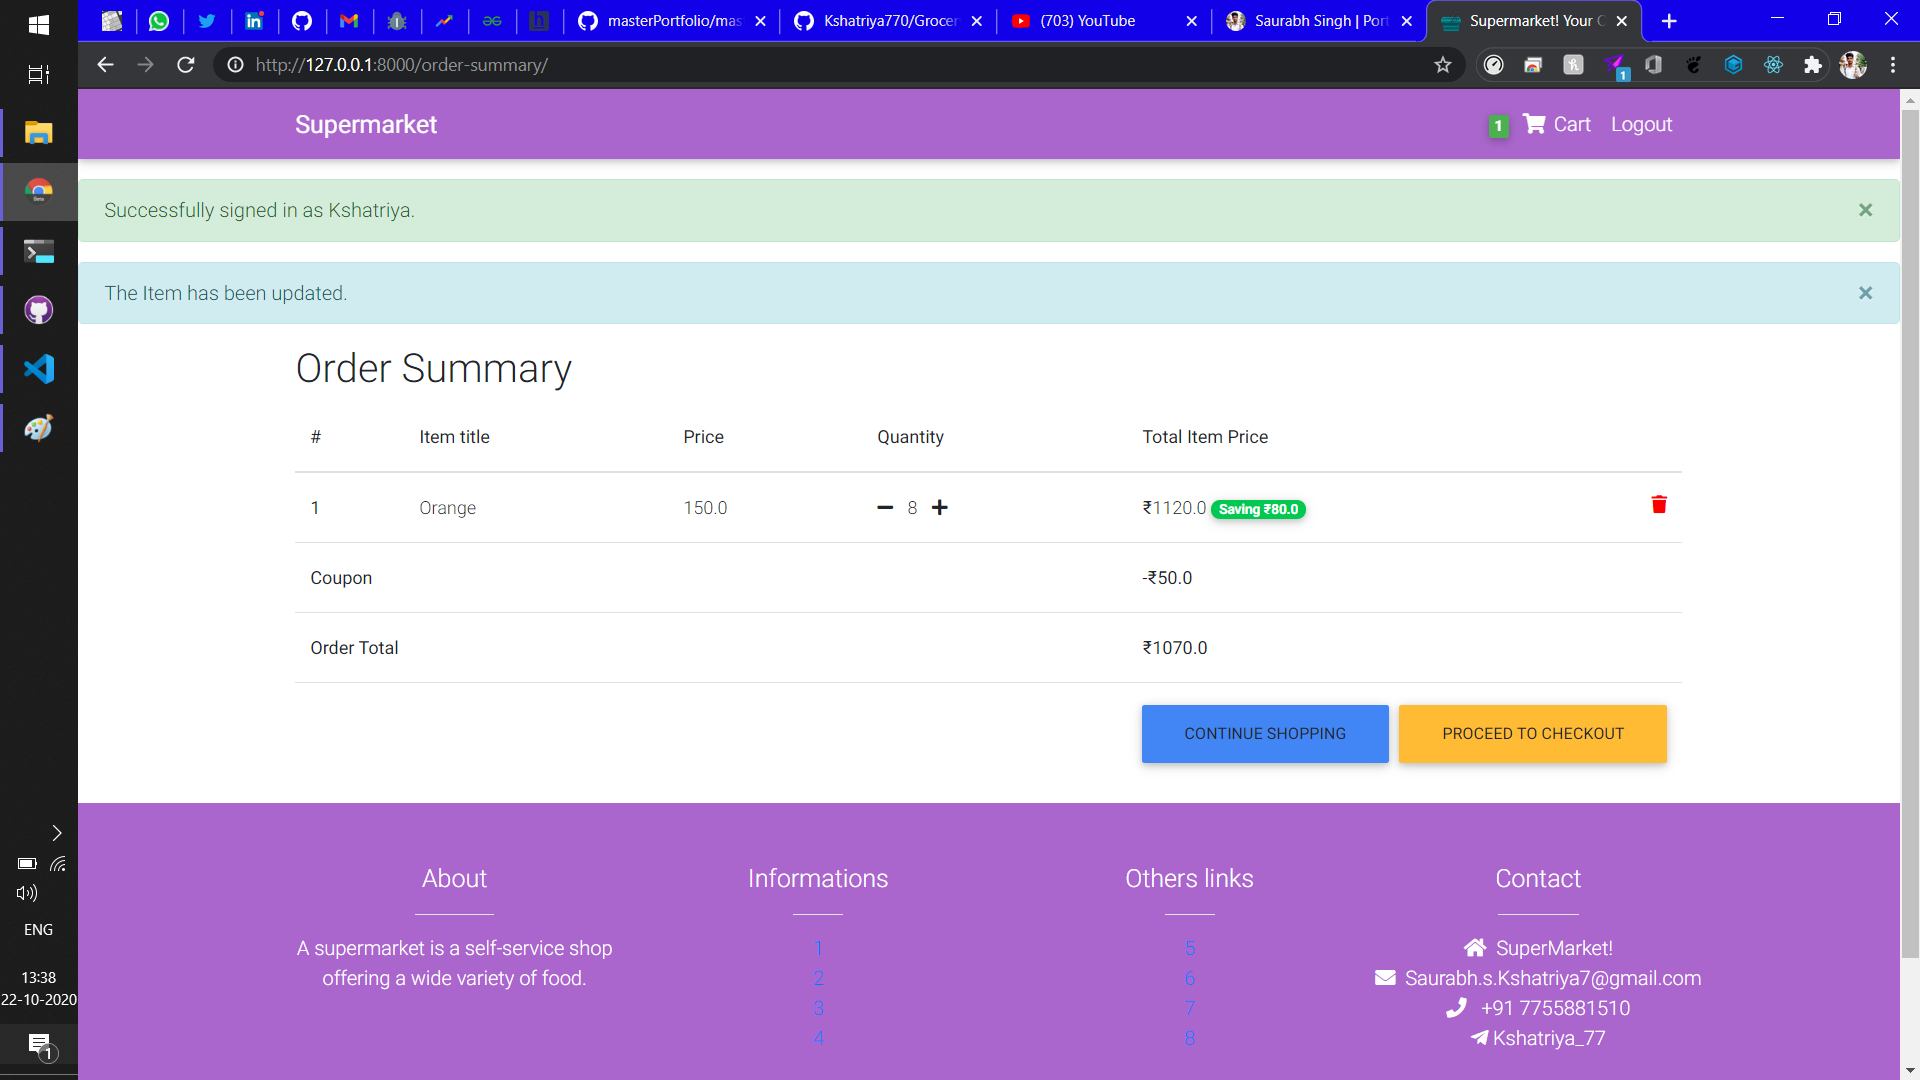 masterPortfolio/mas
Kshatriya770/Grocer
(703) YouTube
Saurabh Singh | Port
Supermarket! Your C
http://127.0.0.1:8000/order-summary/
1
Supermarket
1 Cart Logout
Successfully signed in as Kshatriya.
×
The Item has been updated.
×
Order Summary
# Item title Price Quantity Total Item Price
1 Orange 150.0 8 ₹1120.0 Saving ₹80.0
Coupon -₹50.0
Order Total ₹1070.0
CONTINUE SHOPPING PROCEED TO CHECKOUT
About
A supermarket is a self-service shop
offering a wide variety of food.
Informations
1
2
3
4
Others links
5
6
7
8
Contact
SuperMarket!
Saurabh.s.Kshatriya7@gmail.com
+91 7755881510
Kshatriya_77
ENG
13:38
22-10-2020
1